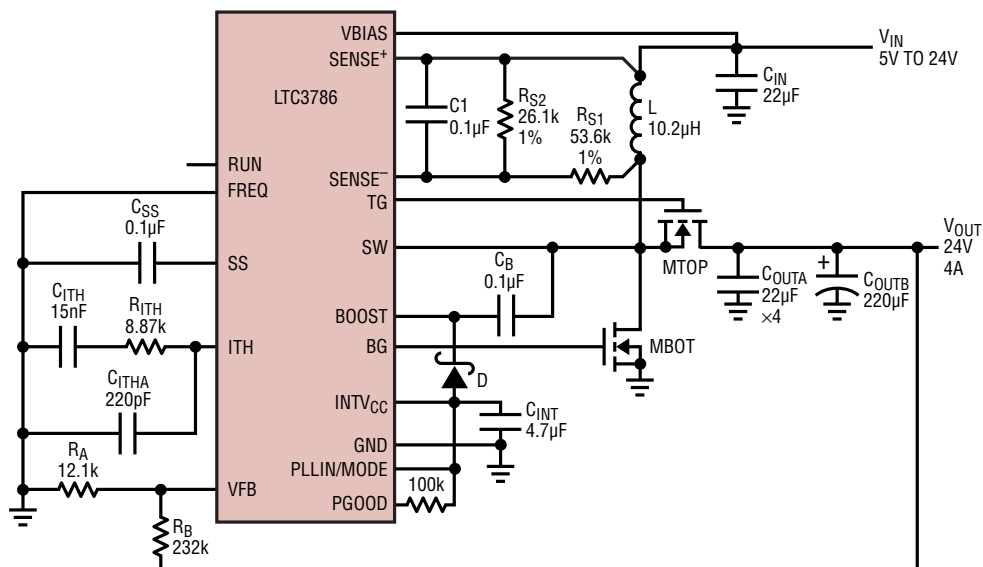 LTC3786
VBIAS
SENSE+
SENSE−
TG
SW
BOOST
BG
INTVCC
GND
PLLIN/MODE
PGOOD
RUN
FREQ
SS
ITH
VFB
CSS
0.1µF
CITH
15nF
RITH
8.87k
CITHA
220pF
RA
12.1k
RB
232k
C1
0.1µF
RS2
26.1k
1%
RS1
53.6k
1%
L
10.2µH
CIN
22µF
VIN
5V TO 24V
MTOP
CB
0.1µF
D
MBOT
CINT
4.7µF
100k
COUTA
22µF
×4
+
COUTB
220µF
VOUT
24V
4A